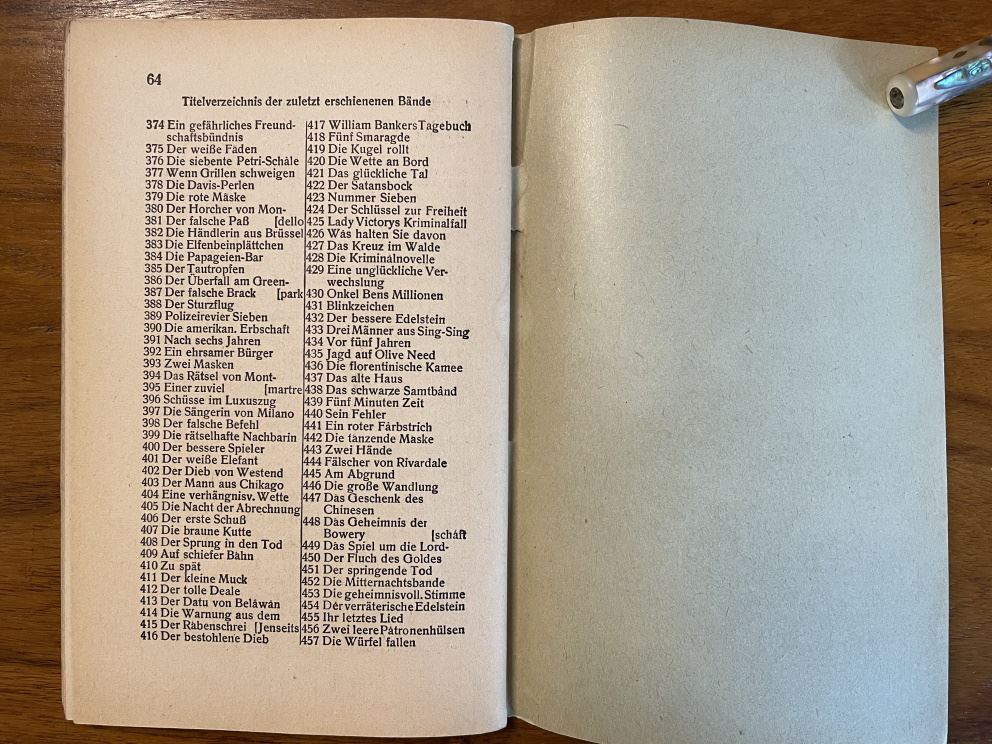 64
Titelverzeichnis der zuletzt erschienenen Bände
374 Ein gefährliches Freund-
schaftsbündnis
375 Der weiße Faden
376 Die siebente Petri-Schale
377 Wenn Grillen schweigen
378 Die Davis-Perlen
379 Die rote Maske
380 Der Horcher von Mon-
381 Der falsche Paß [dello
382 Die Händlerin aus Brüssel
383 Die Elfenbeinplättchen
384 Die Papageien-Bar
385 Der Tautropfen
386 Der Überfall am Green-
387 Der falsche Brack [park
388 Der Sturzflug
389 Polizeirevier Sieben
390 Die amerikan. Erbschaft
391 Nach sechs Jahren
392 Ein ehrsamer Bürger
393 Zwei Masken
394 Das Rätsel von Mont-
395 Einer zuviel [martre
396 Schüsse im Luxuszug
397 Die Sängerin von Milano
398 Der falsche Befehl
399 Die rätselhafte Nachbarin
400 Der bessere Spieler
401 Der weiße Elefant
402 Der Dieb von Westend
403 Der Mann aus Chikago
404 Eine verhängnisv. Wette
405 Die Nacht der Abrechnung
406 Der erste Schuß
407 Die braune Kutte
408 Der Sprung in den Tod
409 Auf schiefer Bahn
410 Zu spät
411 Der kleine Muck
412 Der tolle Deale
413 Der Datu von Belawan
414 Die Warnung aus dem
415 Der Rabenschrei [Jenseits
416 Der bestohlene Dieb
417 William Bankers Tagebuch
418 Fünf Smaragde
419 Die Kugel rollt
420 Die Wette an Bord
421 Das glückliche Tal
422 Der Satansbock
423 Nummer Sieben
424 Der Schlüssel zur Freiheit
425 Lady Victorys Kriminalfall
426 Was halten Sie davon
427 Das Kreuz im Walde
428 Die Kriminalnovelle
429 Eine unglückliche Ver-
wechslung
430 Onkel Bens Millionen
431 Blinkzeichen
432 Der bessere Edelstein
433 Drei Männer aus Sing-Sing
434 Vor fünf Jahren
435 Jagd auf Olive Need
436 Die florentinische Kamee
437 Das alte Haus
438 Das schwarze Samtband
439 Fünf Minuten Zeit
440 Sein Fehler
441 Ein roter Farbstrich
442 Die tanzende Maske
443 Zwei Hände
444 Fälscher von Rivardale
445 Am Abgrund
446 Die große Wandlung
447 Das Geschenk des
Chinesen
448 Das Geheimnis der
Bowery [schaft
449 Das Spiel um die Lord-
450 Der Fluch des Goldes
451 Der springende Tod
452 Die Mitternachtsbande
453 Die geheimnisvoll. Stimme
454 Der verräterische Edelstein
455 Ihr letztes Lied
456 Zwei leere Patronenhülsen
457 Die Würfel fallen